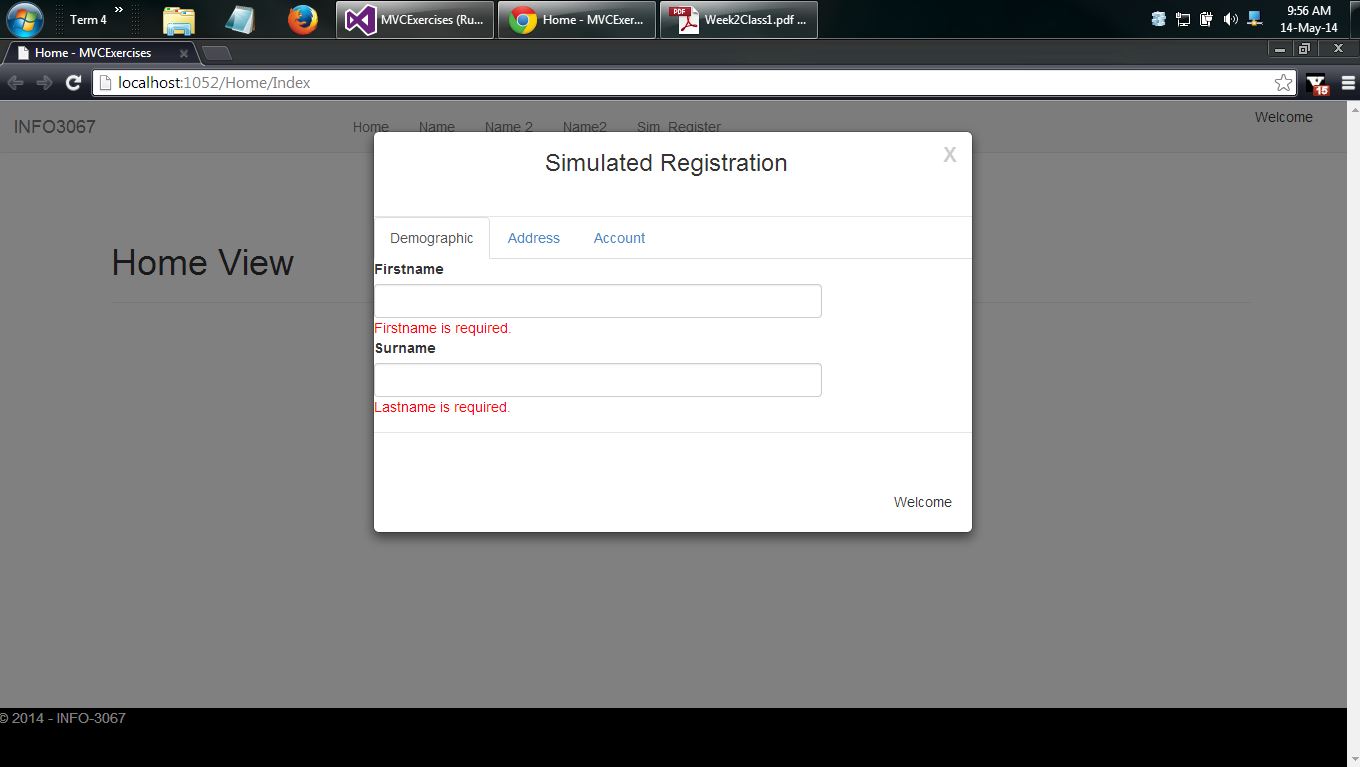 Term 4 »
MVCExercises (Ru...
Home - MVCExer...
PDF
Week2Class1.pdf ...
9:56 AM
14-May-14
Home - MVCExercises
localhost:1052/Home/Index
15
INFO3067
Home Name Name 2 Name2 Sim. Register
Welcome
Simulated Registration
X
Demographic Address Account
Home View
Firstname
Firstname is required.
Surname
Lastname is required.
Welcome
© 2014 - INFO-3067